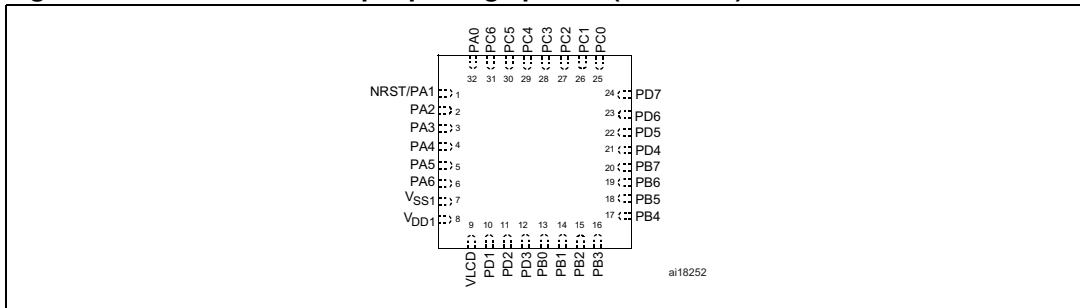 PA0 PC6 PC5 PC4 PC3 PC2 PC1 PC0
32 31 30 29 28 27 26 25
NRST/PA1 1 24 PD7
PA2 2 23 PD6
PA3 3 22 PD5
PA4 4 21 PD4
PA5 5 20 PB7
PA6 6 19 PB6
VSS1 7 18 PB5
VDD1 8 17 PB4
9 10 11 12 13 14 15 16
VLCD PD1 PD2 PD3 PB0 PB1 PB2 PB3
ai18252